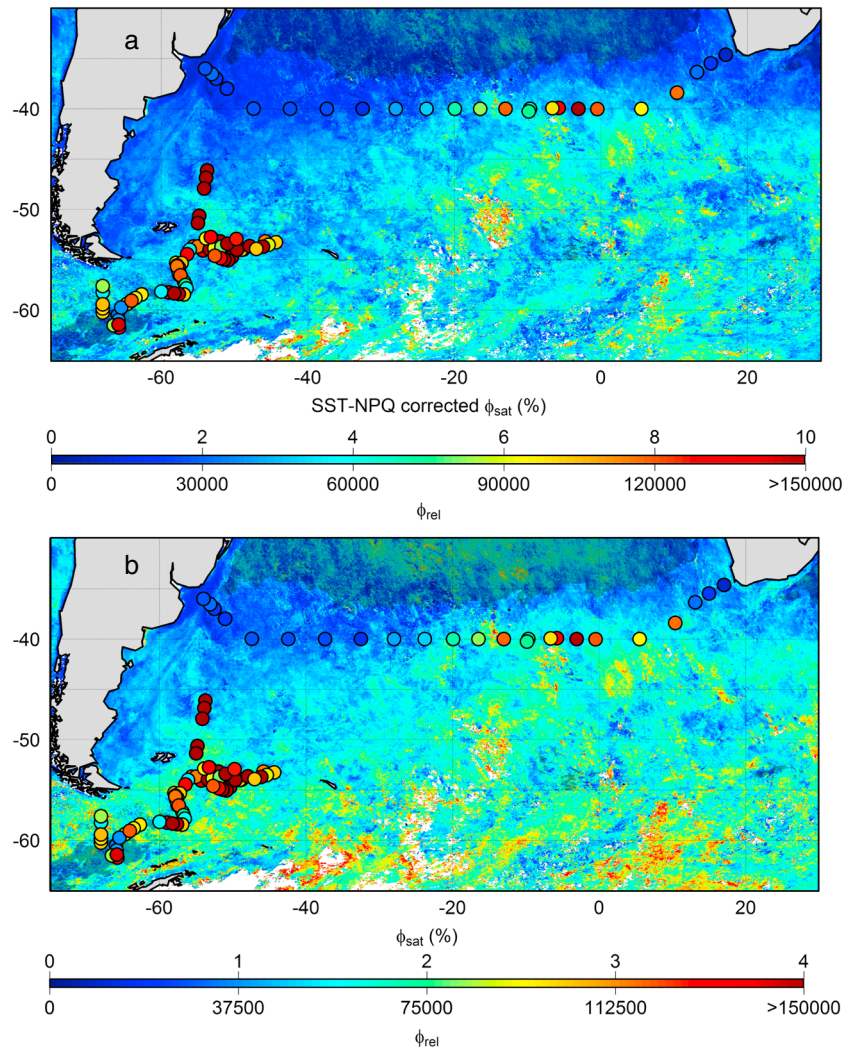 a
-40
-50
-60
-60 -40 -20 0 20
SST-NPQ corrected ϕsat (%)
0 2 4 6 8 10
0 30000 60000 90000 120000 >150000
ϕrel
b
-40
-50
-60
-60 -40 -20 0 20
ϕsat (%)
0 1 2 3 4
0 37500 75000 112500 >150000
ϕrel